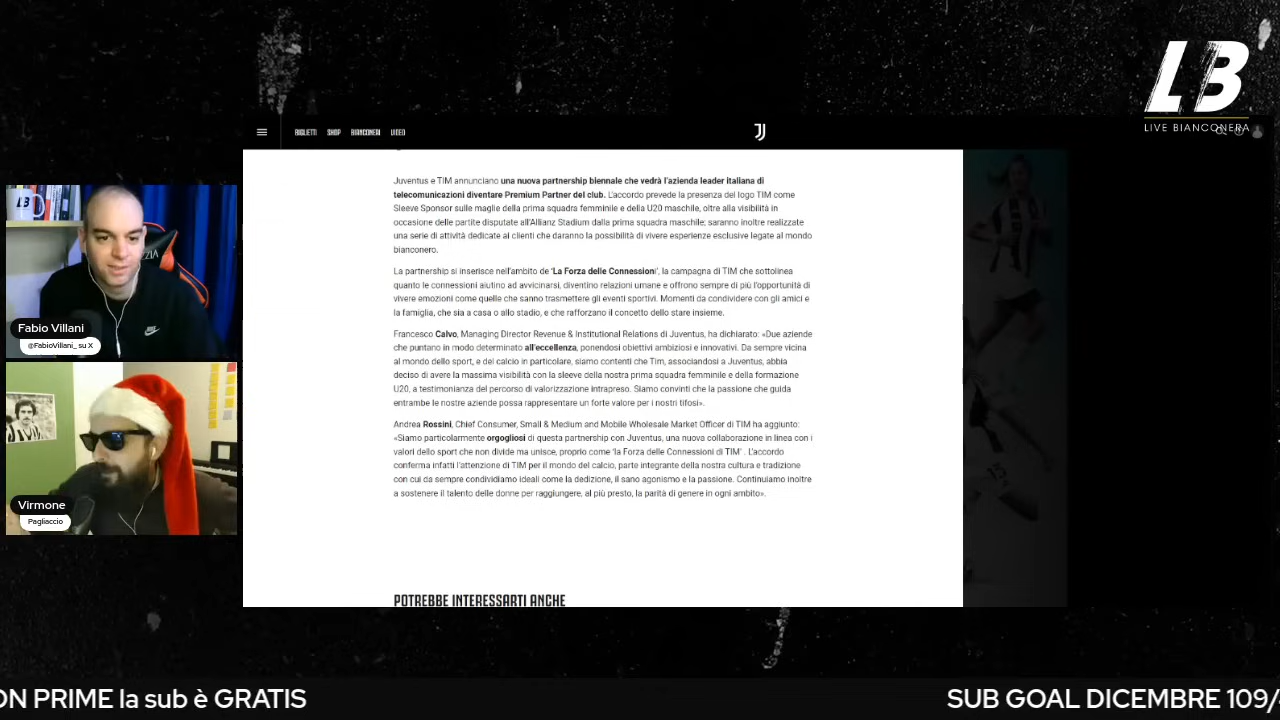 LB
LIVE BIANCONERA
BIGLIETTI SHOP BIANCONERI VIDEO
Juventus e TIM annunciano una nuova partnership biennale che vedrà l'azienda leader italiana di
telecomunicazioni diventare Premium Partner del club. L'accordo prevede la presenza del logo TIM come
Sleeve Sponsor sulle maglie della prima squadra femminile e della U20 maschile, oltre alla visibilità in
occasione delle partite disputate all'Allianz Stadium dalla prima squadra maschile; saranno inoltre realizzate
una serie di attività dedicate ai clienti che daranno la possibilità di vivere esperienze esclusive legate al mondo
bianconero.
La partnership si inserisce nell'ambito de 'La Forza delle Connessioni', la campagna di TIM che sottolinea
quanto le connessioni aiutino ad avvicinarsi, diventino relazioni umane e offrono sempre di più l'opportunità di
vivere emozioni come quelle che sanno trasmettere gli eventi sportivi. Momenti da condividere con gli amici e
la famiglia, che sia a casa o allo stadio, e che rafforzano il concetto dello stare insieme.
Francesco Calvo, Managing Director Revenue & Institutional Relations di Juventus, ha dichiarato: «Due aziende
che puntano in modo determinato all'eccellenza, ponendosi obiettivi ambiziosi e innovativi. Da sempre vicina
al mondo dello sport, e del calcio in particolare, siamo contenti che Tim, associandosi a Juventus, abbia
deciso di avere la massima visibilità con la sleeve della nostra prima squadra femminile e della formazione
U20, a testimonianza del percorso di valorizzazione intrapreso. Siamo convinti che la passione che guida
entrambe le nostre aziende possa rappresentare un forte valore per i nostri tifosi».
Andrea Rossini, Chief Consumer, Small & Medium and Mobile Wholesale Market Officer di TIM ha aggiunto:
«Siamo particolarmente orgogliosi di questa partnership con Juventus, una nuova collaborazione in linea con i
valori dello sport che non divide ma unisce, proprio come 'la Forza delle Connessioni di TIM' . L'accordo
conferma infatti l'attenzione di TIM per il mondo del calcio, parte integrante della nostra cultura e tradizione
con cui da sempre condividiamo ideali come la dedizione, il sano agonismo e la passione. Continuiamo inoltre
a sostenere il talento delle donne per raggiungere, al più presto, la parità di genere in ogni ambito».
POTREBBE INTERESSARTI ANCHE
LB
Fabio Villani
@FabioVillani_ su X
Virmone
Pagliaccio
ON PRIME la sub è GRATIS
SUB GOAL DICEMBRE 109/